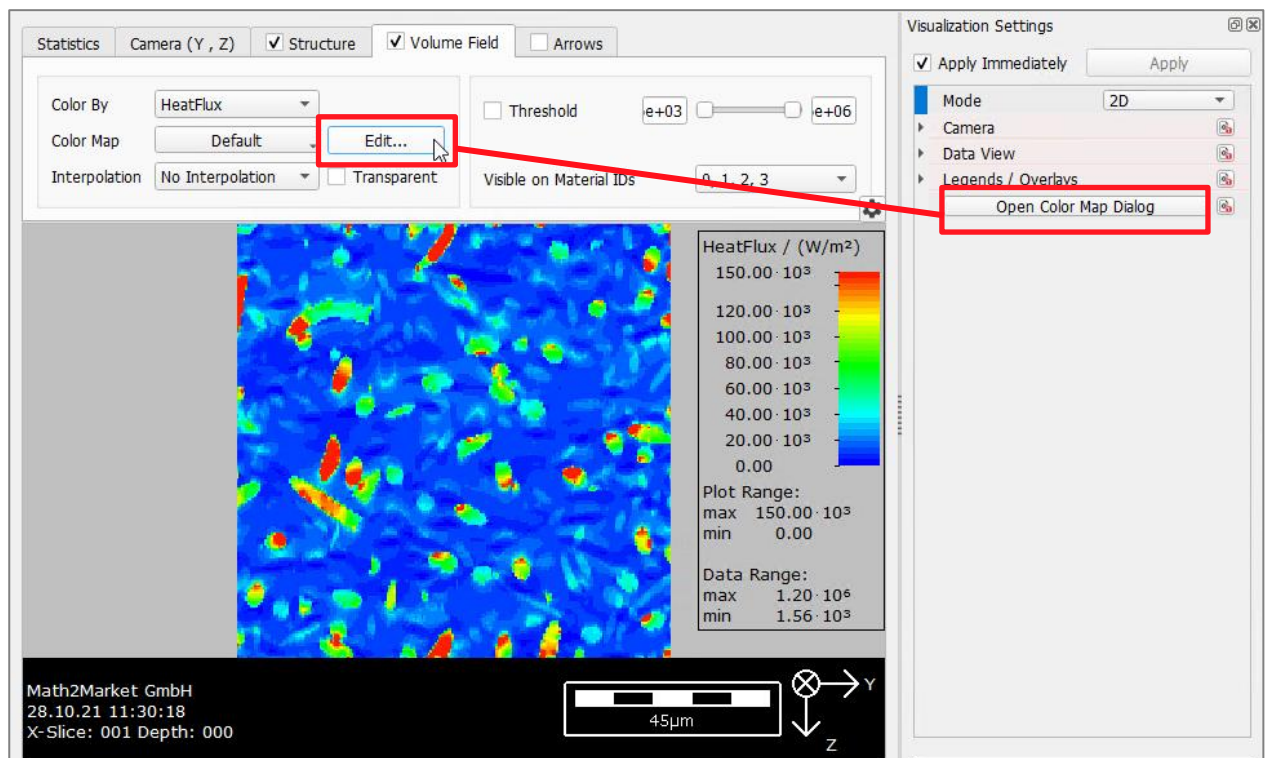 Statistics Camera (Y , Z) Structure Volume Field Arrows
Color By HeatFlux
Color Map Default Edit...
Interpolation No Interpolation Transparent
Threshold e+03 e+06
Visible on Material IDs 0, 1, 2, 3
HeatFlux / (W/m²)
150.00·10³
120.00·10³
100.00·10³
80.00·10³
60.00·10³
40.00·10³
20.00·10³
0.00
Plot Range:
max 150.00·10³
min 0.00
Data Range:
max 1.20·10⁶
min 1.56·10³
Math2Market GmbH
28.10.21 11:30:18
X-Slice: 001 Depth: 000
45µm
Y
Z
Visualization Settings
Apply Immediately Apply
Mode 2D
Camera
Data View
Legends / Overlays
Open Color Map Dialog